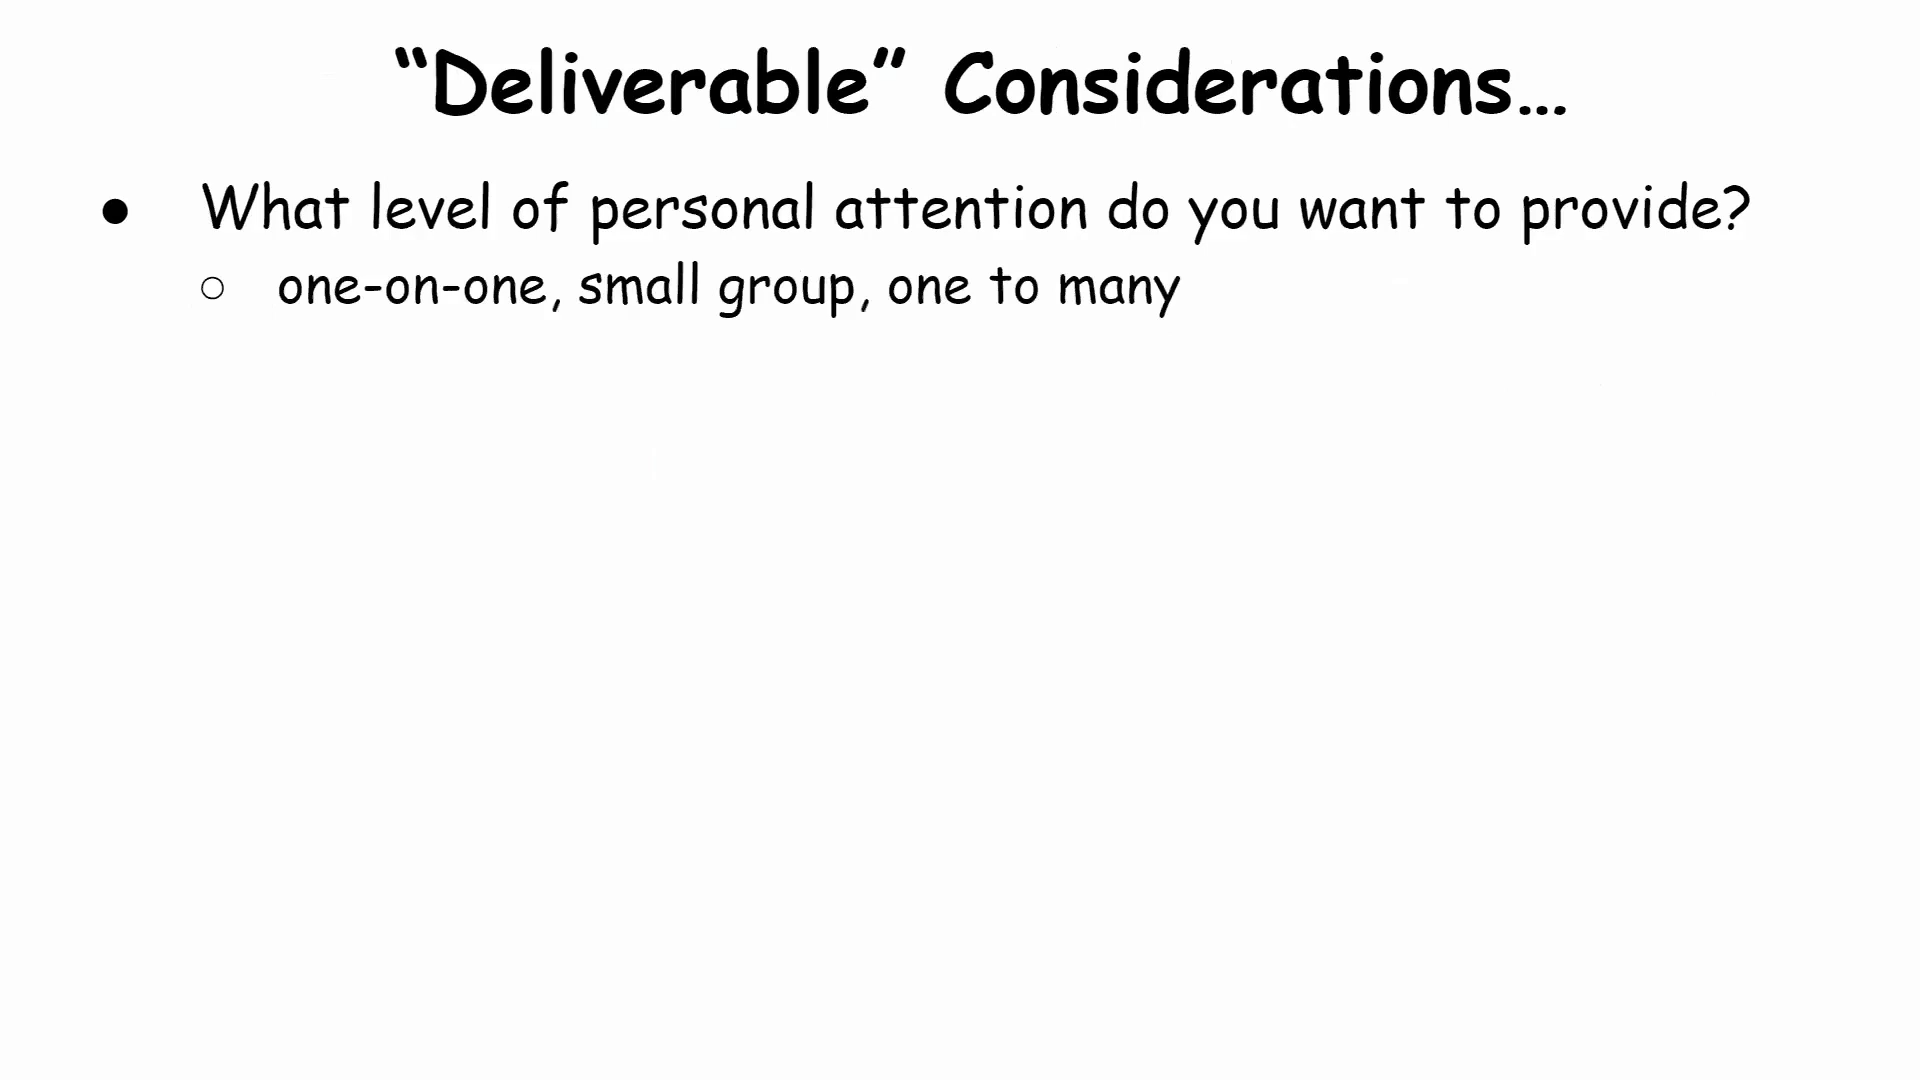 “Deliverable” Considerations…
● What level of personal attention do you want to provide?
○ one-on-one, small group, one to many